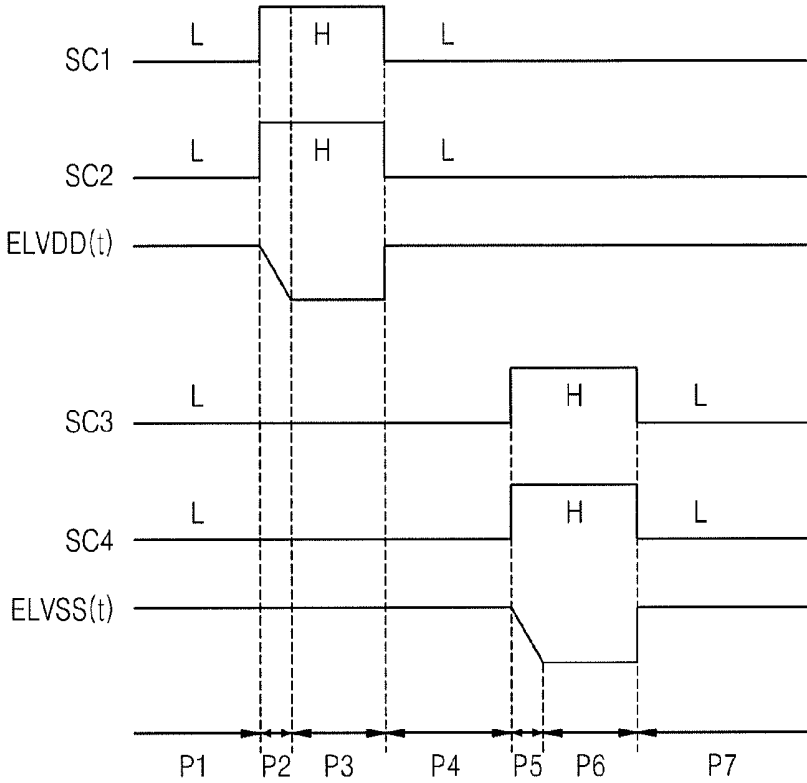 L H L
SC1
L H L
SC2
ELVDD(t)
L H L
SC3
L H L
SC4
ELVSS(t)
P1 P2 P3 P4 P5 P6 P7